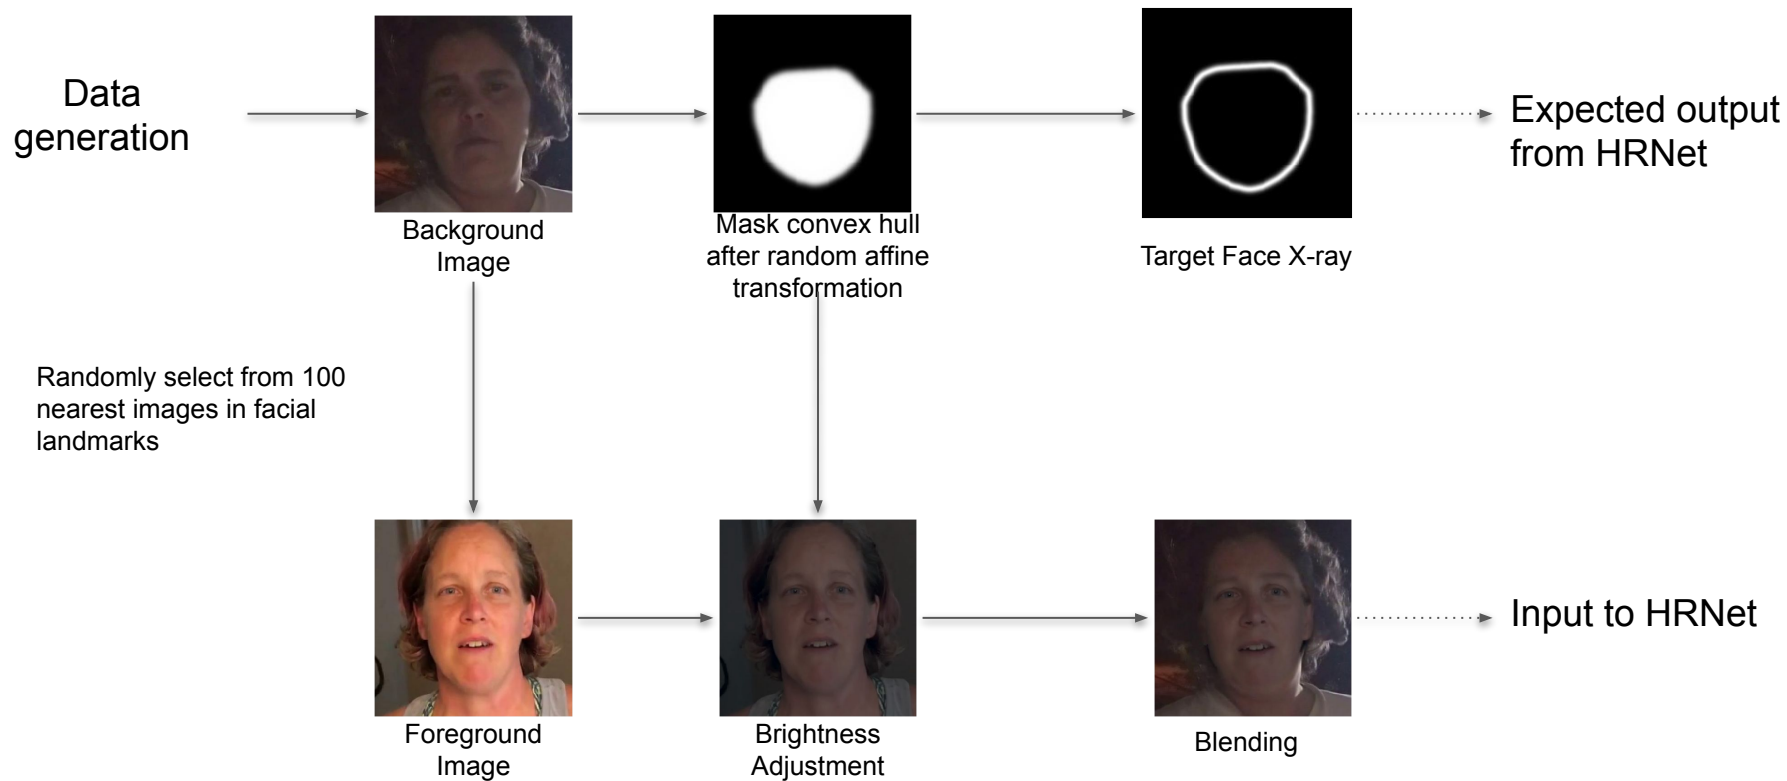 Data
generation
Background
Image
Mask convex hull
after random affine
transformation
Target Face X-ray
Expected output
from HRNet
Randomly select from 100
nearest images in facial
landmarks
Foreground
Image
Brightness
Adjustment
Blending
Input to HRNet